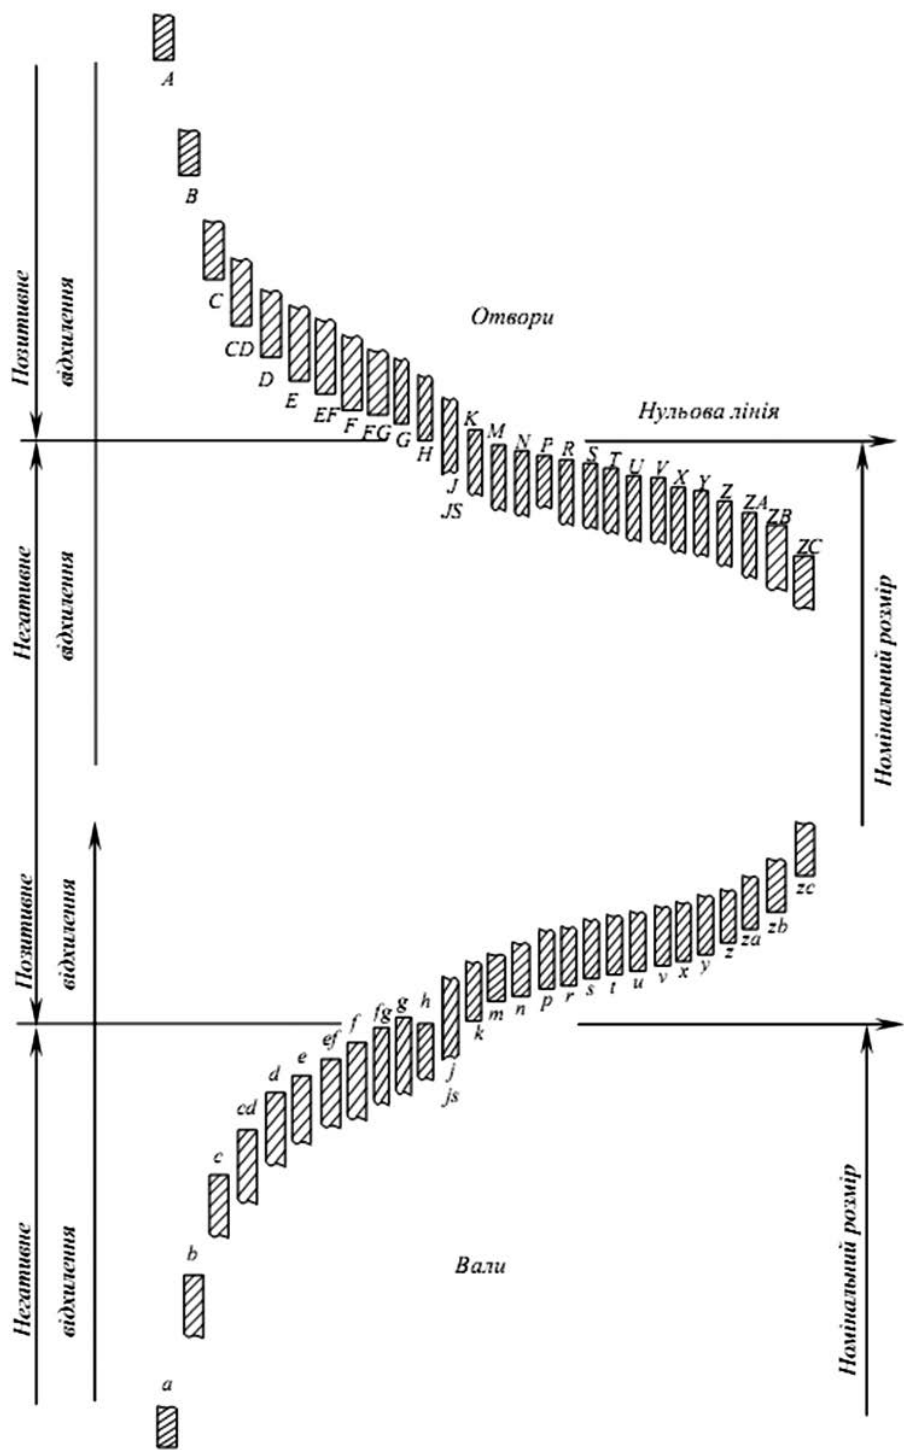 A
B
C
CD
D
E
EF
F
FG
G
H
J
JS
K
M
N
P
R
S
T
U
V
X
Y
Z
ZA
ZB
ZC
Отвори
Нульова лінія
Позитивне
відхилення
Негативне
відхилення
Номінальний розмір
Позитивне
відхилення
Негативне
відхилення
a
b
c
cd
d
e
ef
f
fg
g
h
j
js
k
m
n
p
r
s
t
u
v
x
y
z
za
zb
zc
Вали
Номінальний розмір